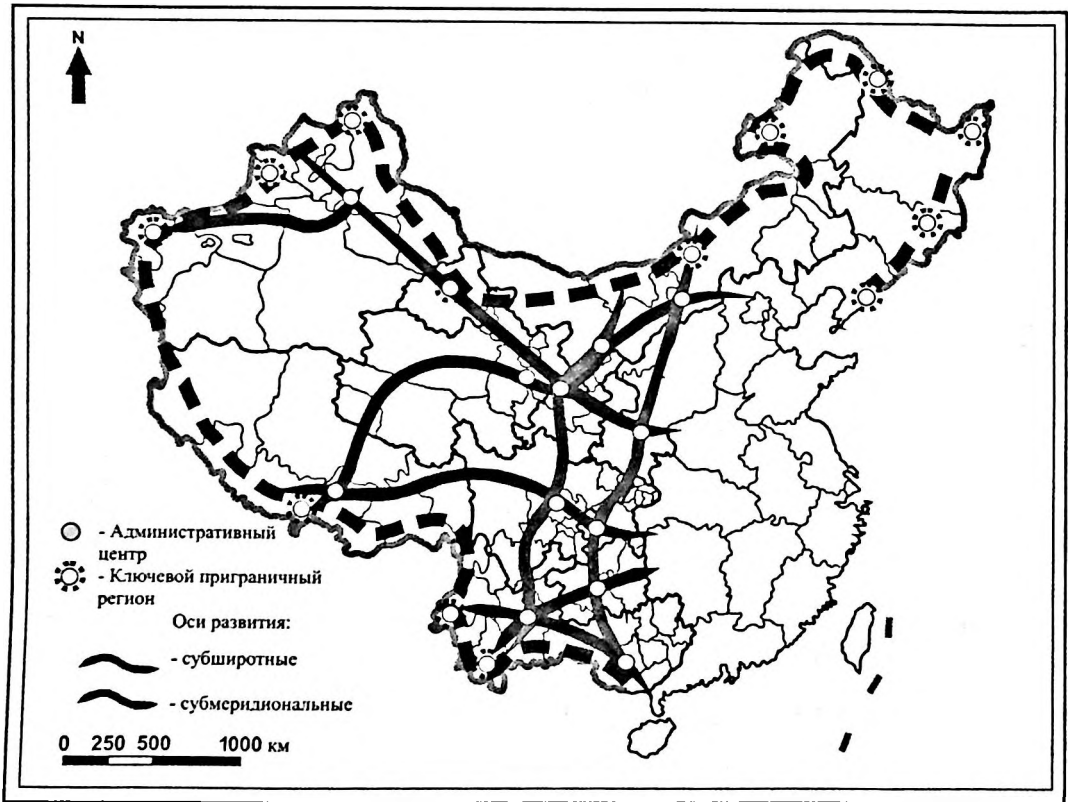 N
- Административный
центр
- Ключевой приграничный
регион
Оси развития:
- субширотные
- субмеридиональные
0 250 500 1000 км